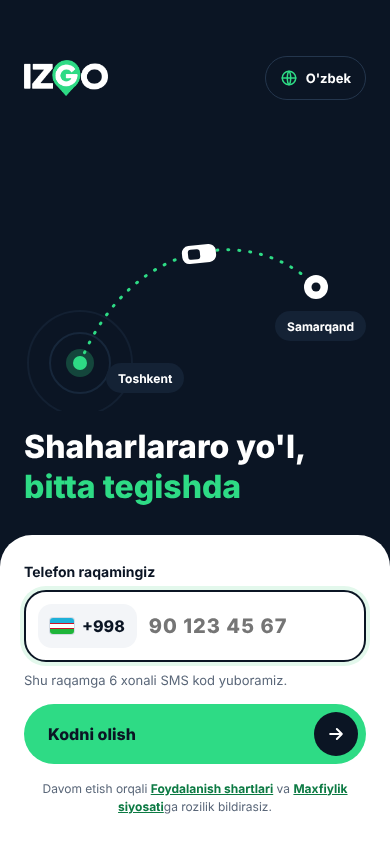 IZGO
O'zbek
Samarqand
Toshkent
Shaharlararo yo'l,
bitta tegishda
Telefon raqamingiz
+998 90 123 45 67
Shu raqamga 6 xonali SMS kod yuboramiz.
Kodni olish
Davom etish orqali Foydalanish shartlari va Maxfiylik
siyosatiga rozilik bildirasiz.